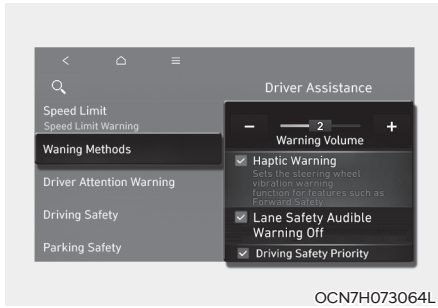 Driver Assistance
Speed Limit
Speed Limit Warning
Waning Methods
Driver Attention Warning
Driving Safety
Parking Safety
− 2 +
Warning Volume
Haptic Warning
Sets the steering wheel
vibration warning
function for features such as
Forward Safety
Lane Safety Audible
Warning Off
Driving Safety Priority
OCN7H073064L